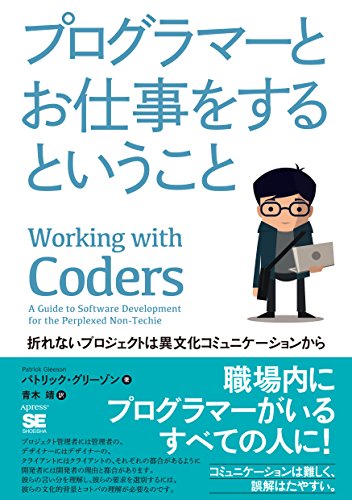 プログラマーと
お仕事をする
ということ
Working with
Coders
A Guide to Software Development
for the Perplexed Non-Techie
折れないプロジェクトは異文化コミュニケーションから
Patrick Gleeson
パトリック・グリーゾン 著
青木 靖 訳
Apress®
SE
SHOEISHA
職場内に
プログラマーがいる
すべての人に!
プロジェクト管理者には管理者の、
デザイナーにはデザイナーの、
クライアントにはクライアントの、それぞれの都合があるように
開発者には開発者の理由と都合があります。
彼らの言い分を理解し、彼らの要求を選別するには、
彼らの文化的背景とコトバの理解が必要なのです。
コミュニケーションは難しく、
誤解はたやすい。